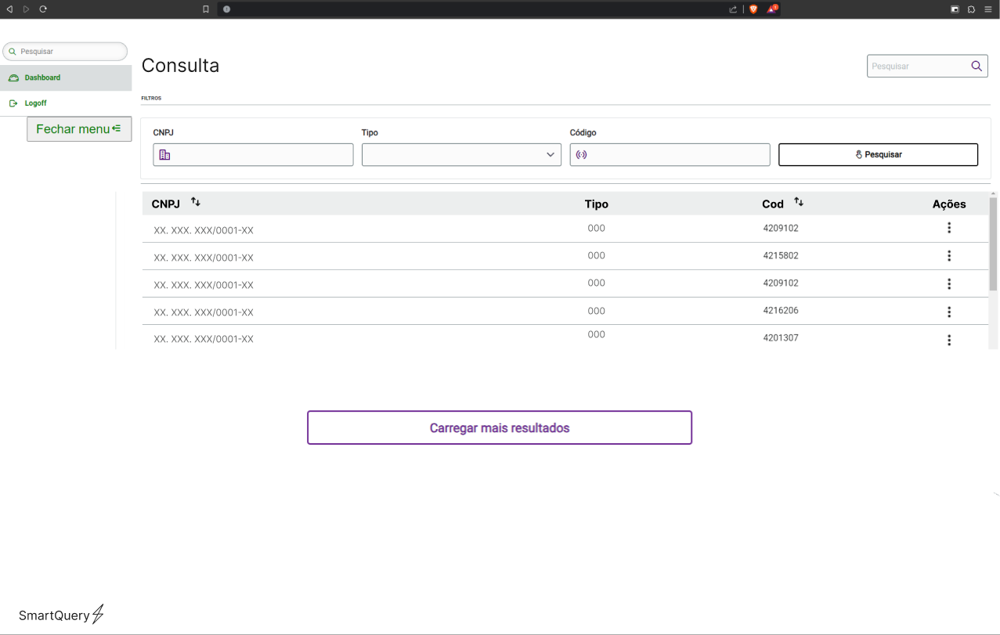 Pesquisar
Dashboard
Logoff
Fechar menu
Consulta
Pesquisar
FILTROS
CNPJ Tipo Código
Pesquisar
CNPJ Tipo Cod Ações
XX. XXX. XXX/0001-XX 000 4209102
XX. XXX. XXX/0001-XX 000 4215802
XX. XXX. XXX/0001-XX 000 4209102
XX. XXX. XXX/0001-XX 000 4216206
XX. XXX. XXX/0001-XX 000 4201307
Carregar mais resultados
SmartQuery